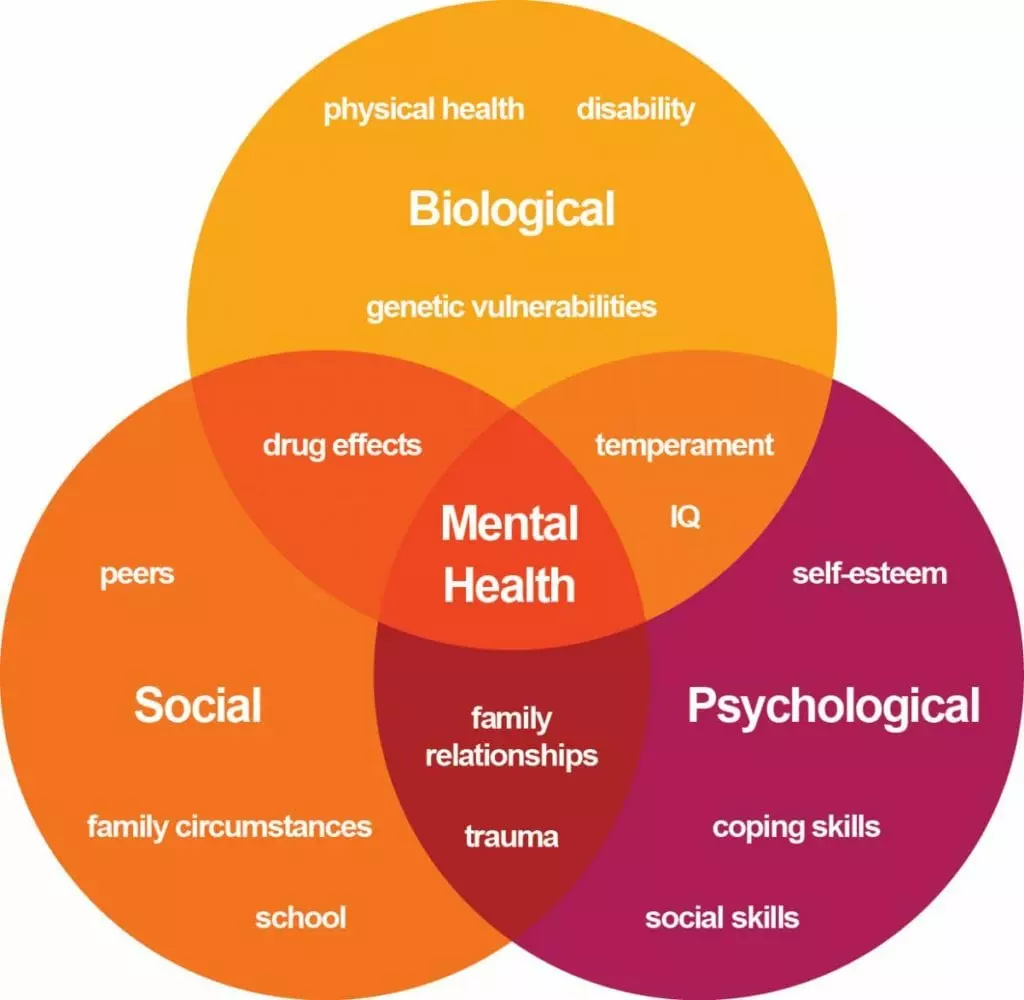 physical health disability
Biological
genetic vulnerabilities
drug effects temperament
Mental
Health
IQ
peers
self-esteem
Social
Psychological
family
relationships
family circumstances
trauma
coping skills
school
social skills